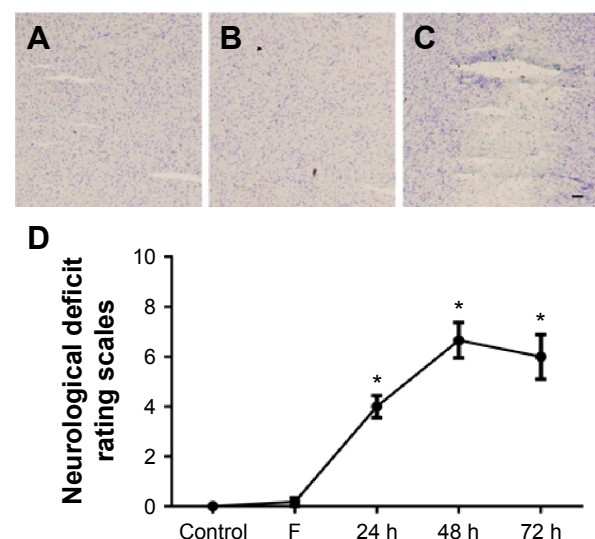 A
B
C
D
Neurological deficit
rating scales
10
8
6
4
2
0
*
*
*
Control
F
24 h
48 h
72 h